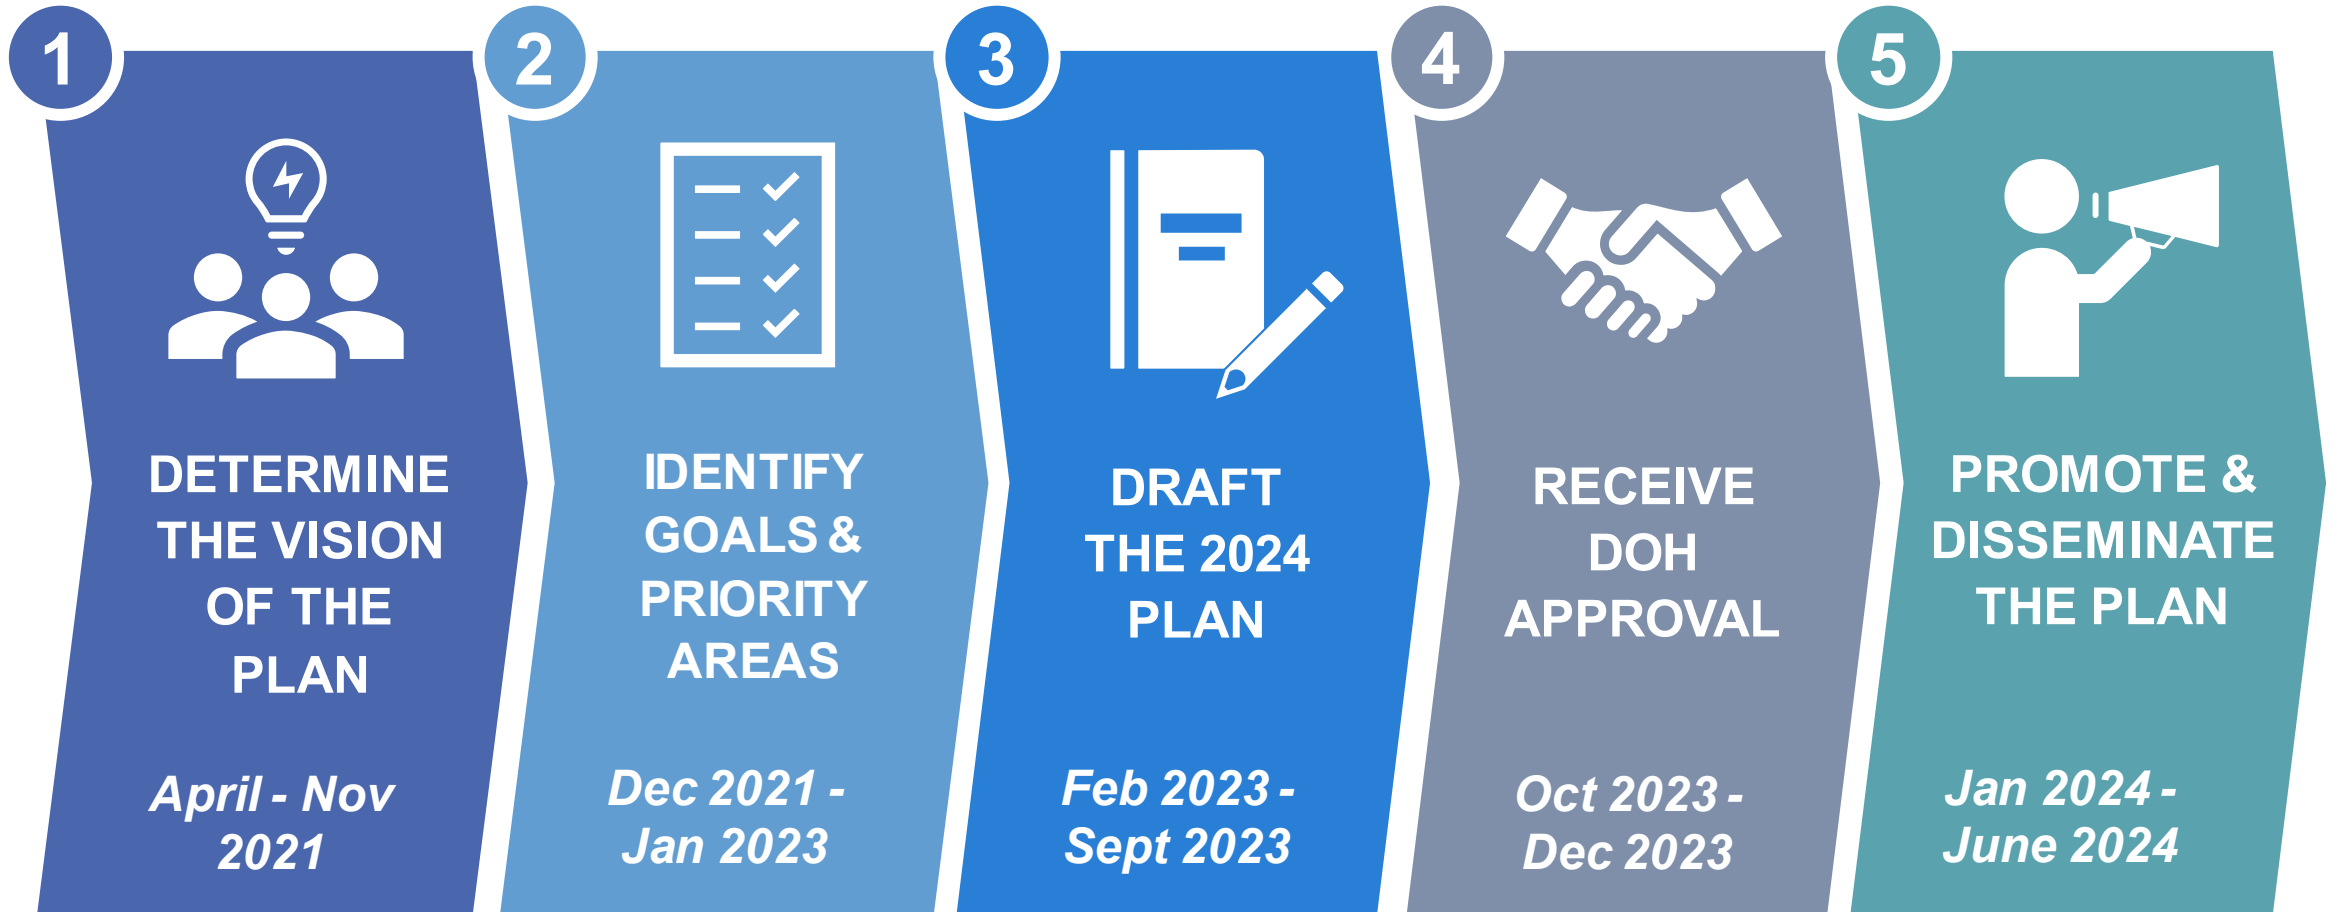 1
DETERMINE
THE VISION
OF THE
PLAN
April - Nov
2021
2
IDENTIFY
GOALS &
PRIORITY
AREAS
Dec 2021 -
Jan 2023
3
DRAFT
THE 2024
PLAN
Feb 2023 -
Sept 2023
4
RECEIVE
DOH
APPROVAL
Oct 2023 -
Dec 2023
5
PROMOTE &
DISSEMINATE
THE PLAN
Jan 2024 -
June 2024